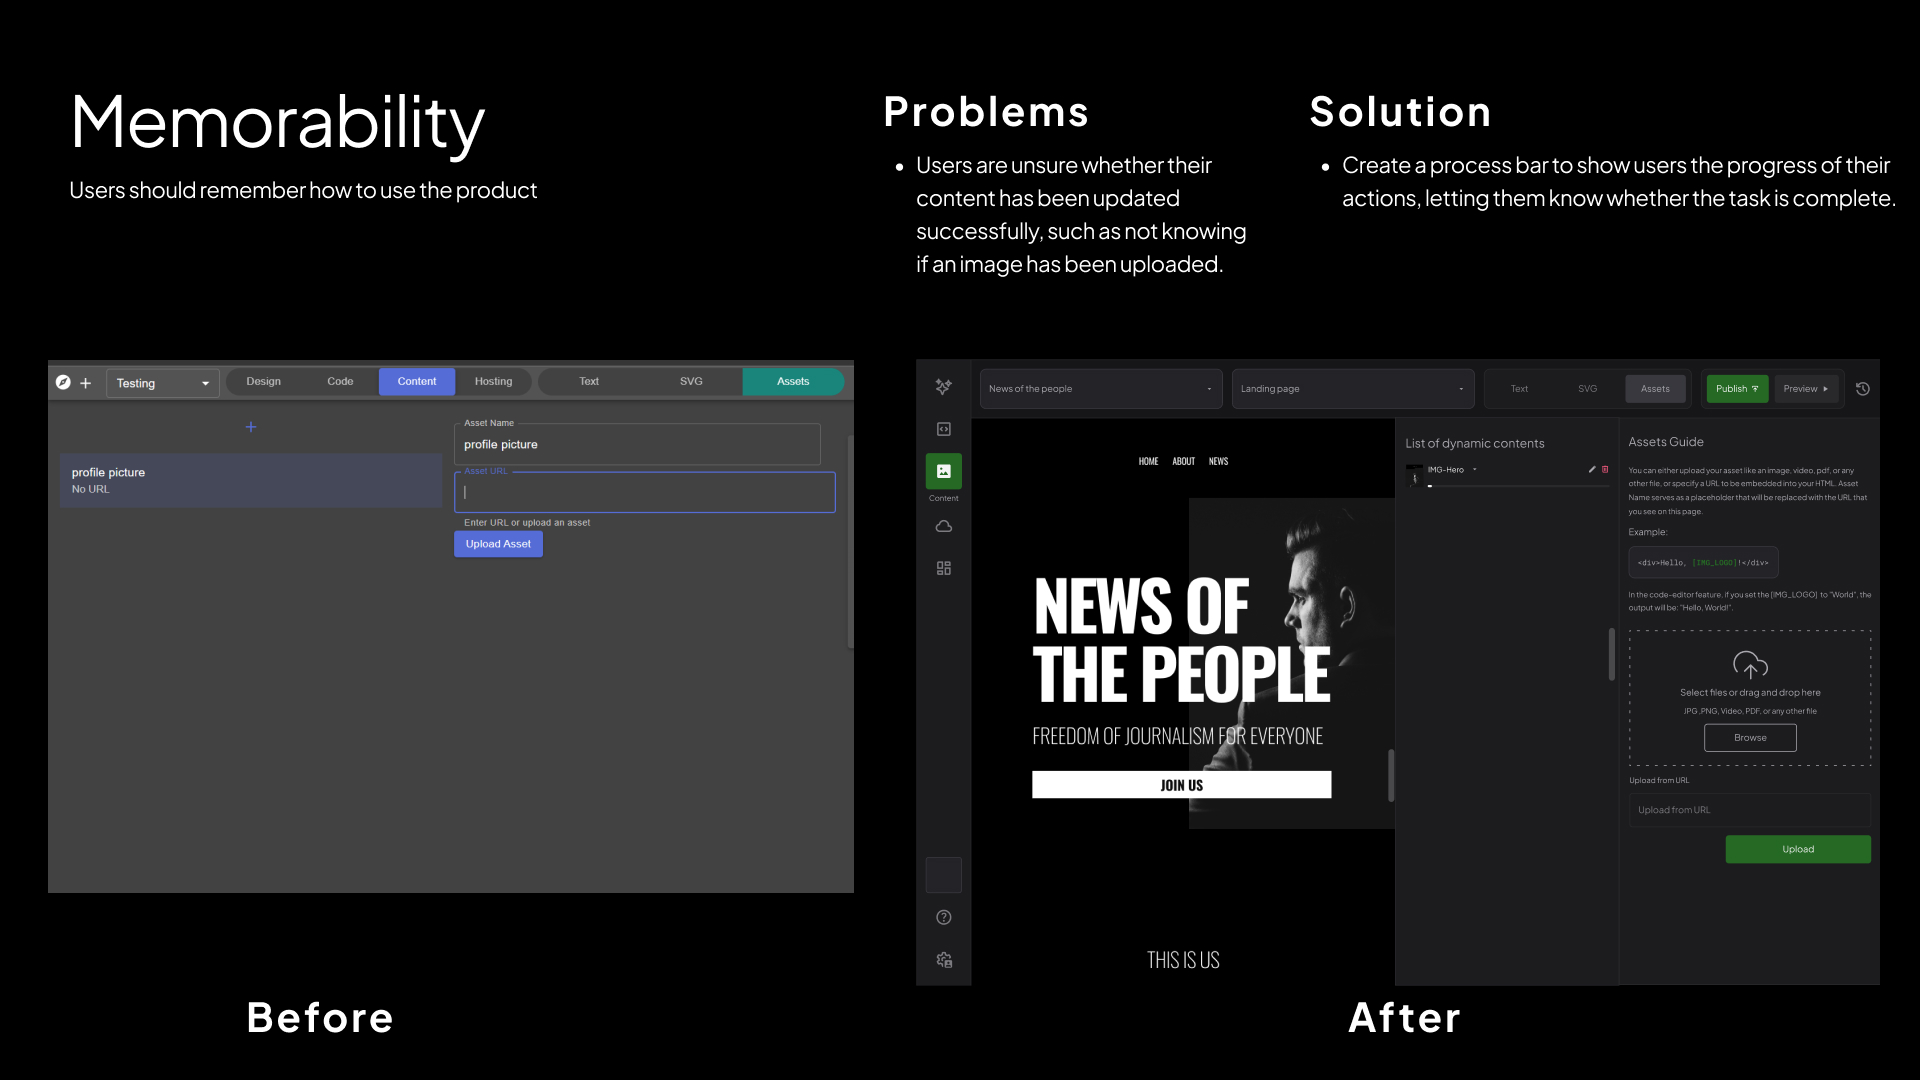 Memorability
Users should remember how to use the product
Problems
• Users are unsure whether their
content has been updated
successfully, such as not knowing
if an image has been uploaded.
Solution
• Create a process bar to show users the progress of their
actions, letting them know whether the task is complete.
Testing
Design
Code
Content
Hosting
Text
SVG
Assets
profile picture
No URL
Asset Name
profile picture
Asset URL
Enter URL or upload an asset
Upload Asset
Before
News of the people
Landing page
Text
SVG
Assets
Publish
Preview
Content
HOME
ABOUT
NEWS
NEWS OF
THE PEOPLE
FREEDOM OF JOURNALISM FOR EVERYONE
JOIN US
THIS IS US
List of dynamic contents
IMG-Hero
Assets Guide
You can either upload your asset like an image, video, pdf, or any
other file, or specify a URL to be embedded into your HTML. Asset
Name serves as a placeholder that will be replaced with the URL that
you see on this page.
Example:
<div>Hello, [IMG_LOGO]!</div>
In the code-editor feature, if you set the [IMG_LOGO] to "World", the
output will be: "Hello, World!".
Select files or drag and drop here
JPG ,PNG, Video, PDF, or any other file
Browse
Upload from URL
Upload from URL
Upload
After